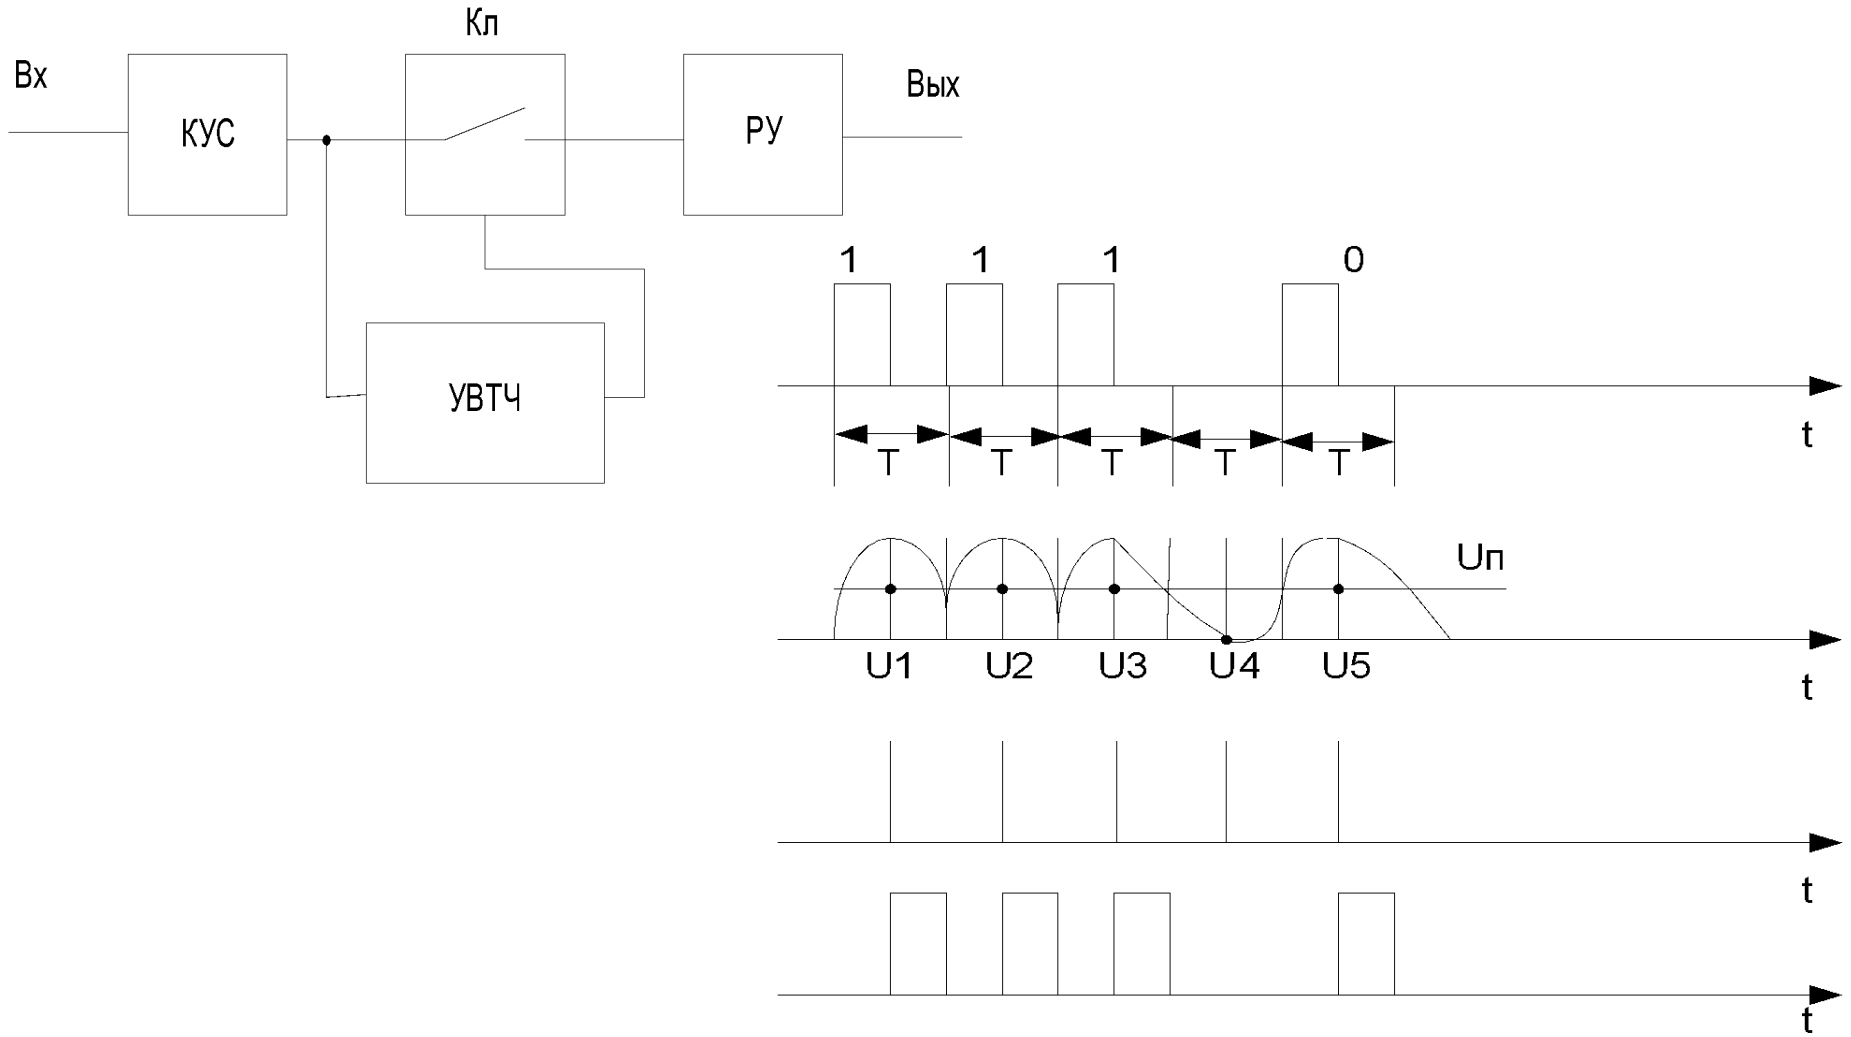 Кл
Вх
КУС
РУ
Вых
УВТЧ
1 1 1 0
t
T T T T T
Uп
U1 U2 U3 U4 U5
t
t
t